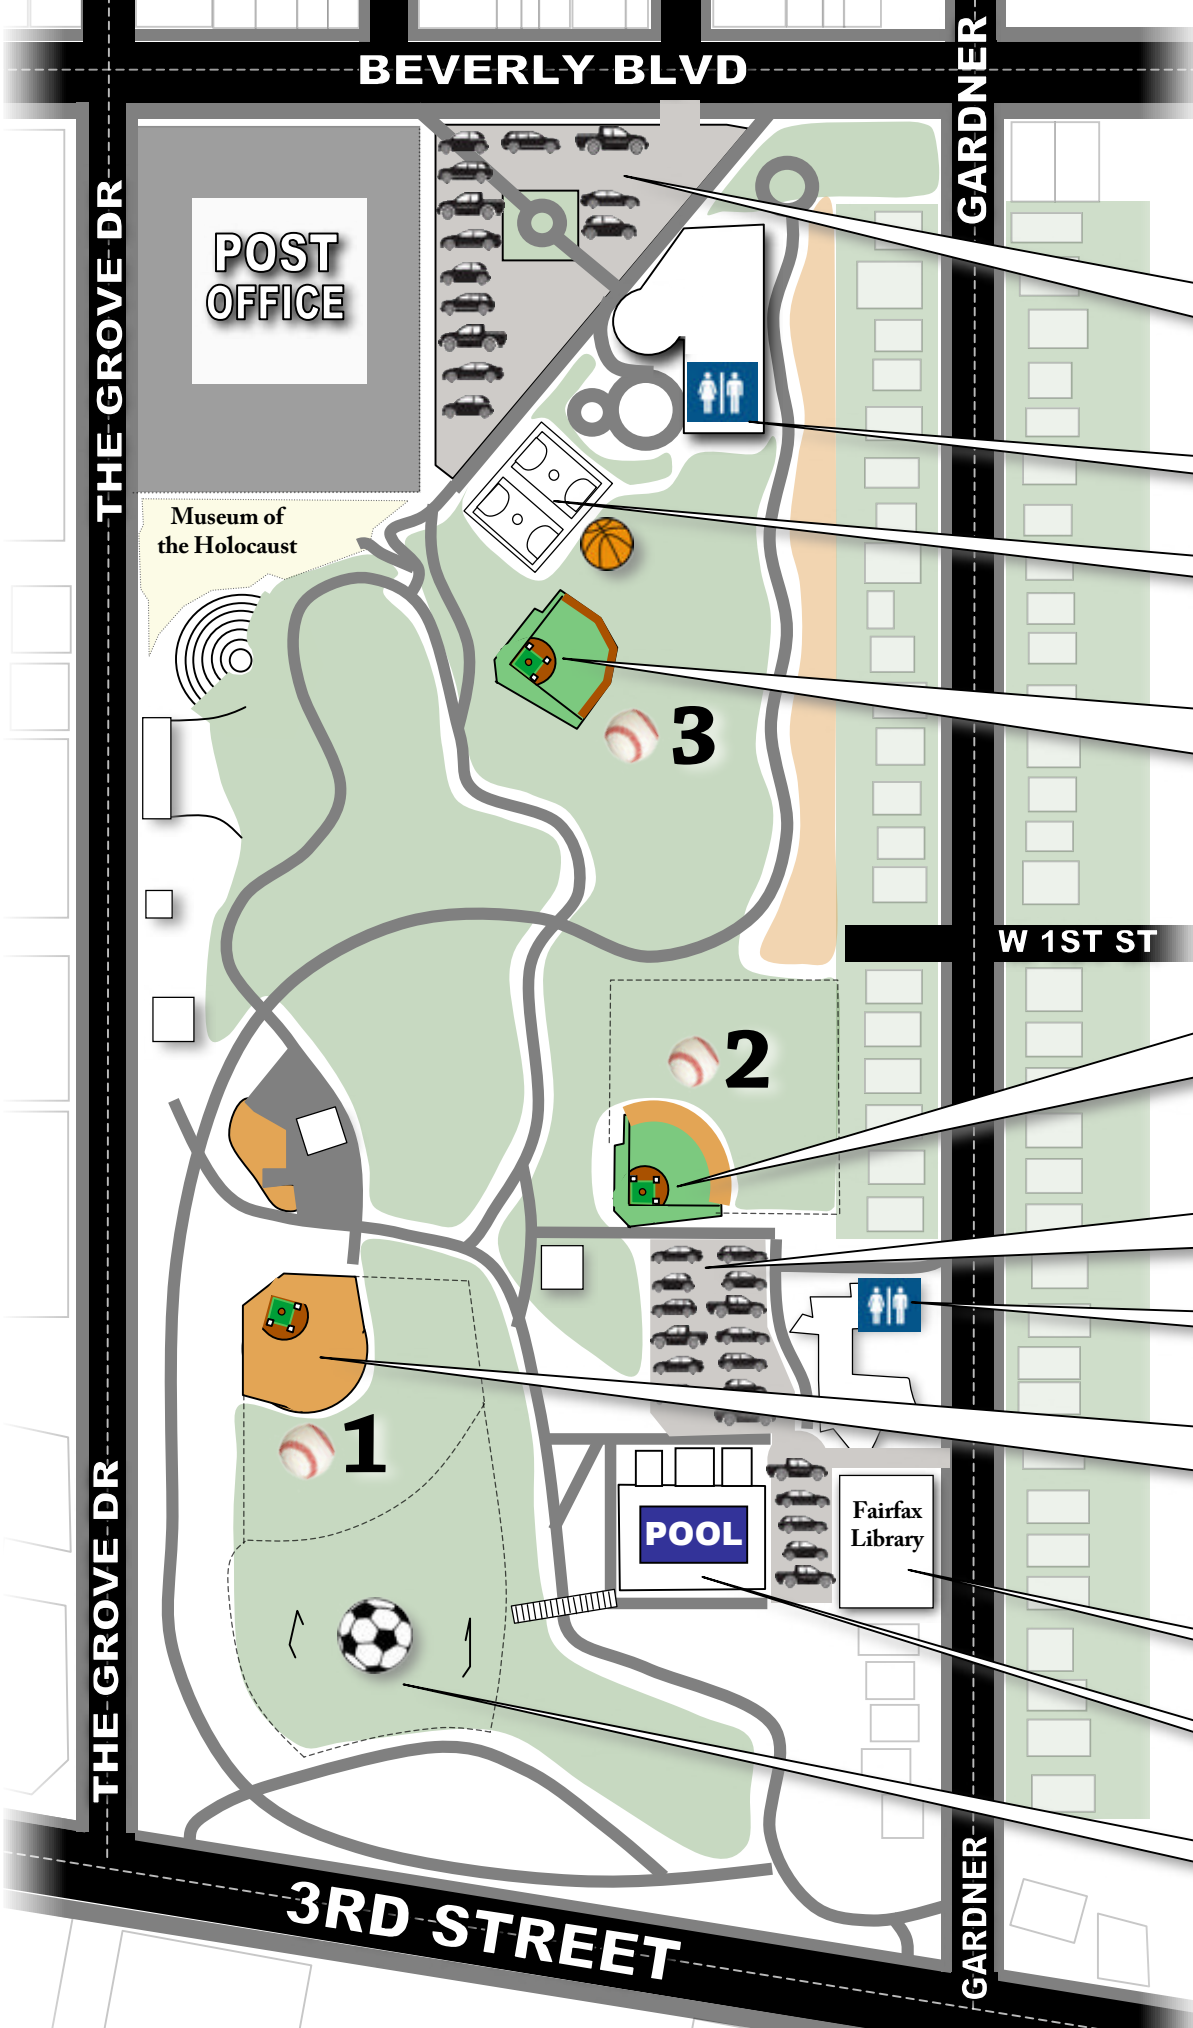 BEVERLY BLVD
GARDNER
THE GROVE DR
POST
OFFICE
Museum of
the Holocaust
3
W 1ST ST
2
1
THE GROVE DR
POOL
Fairfax
Library
GARDNER
3RD STREET